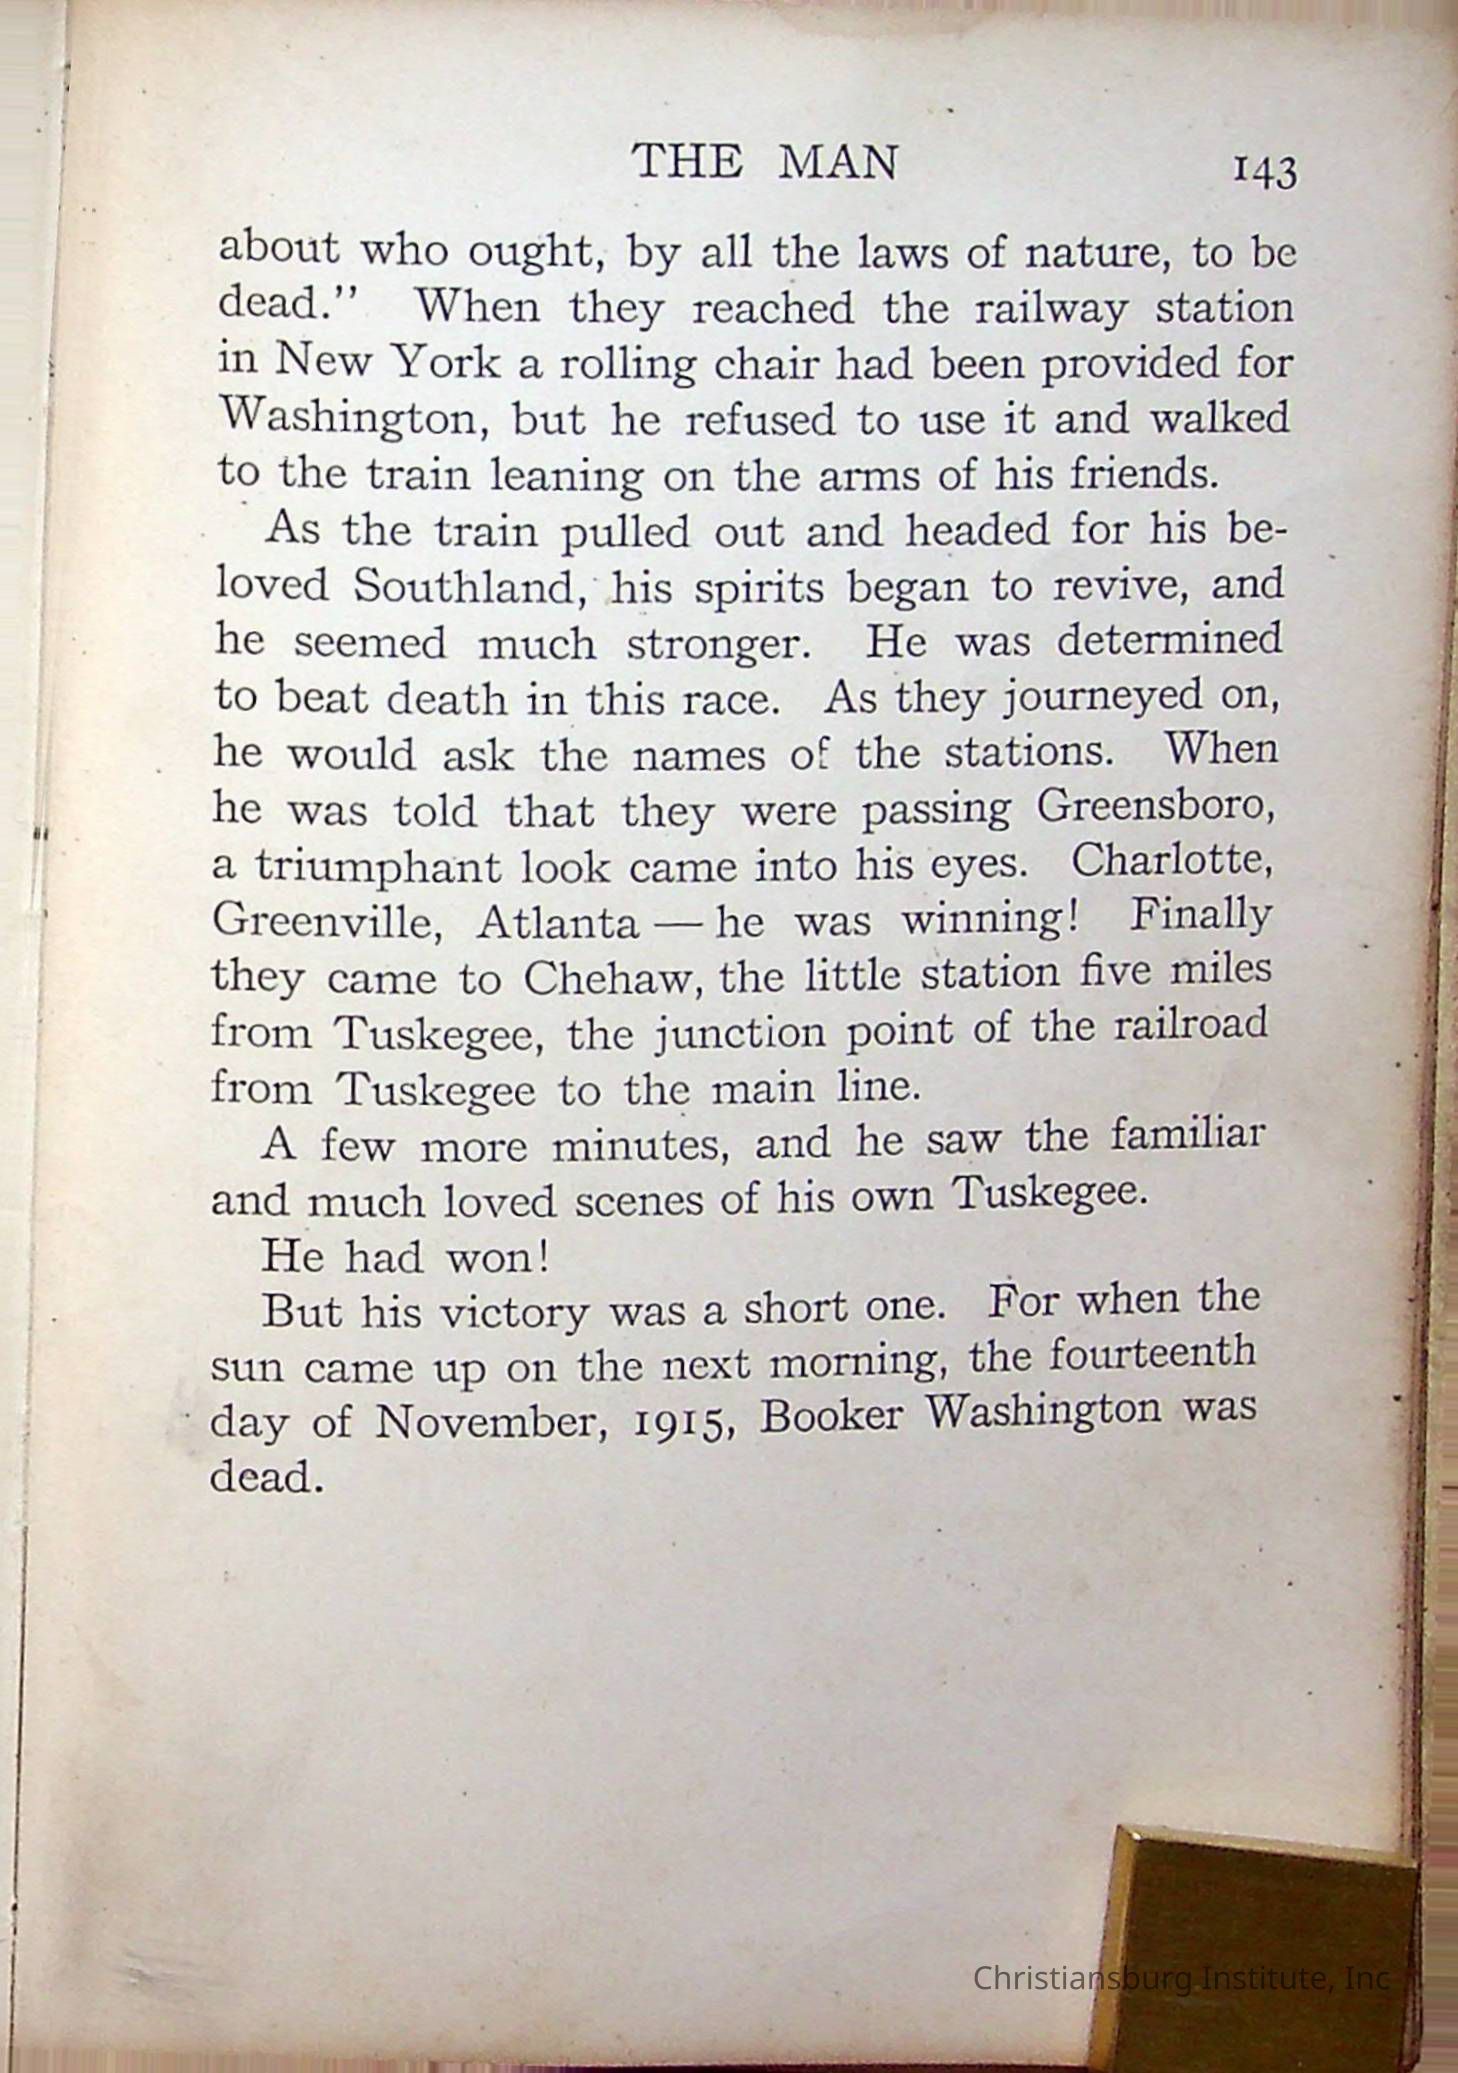 THE MAN 143
about who ought, by all the laws of nature, to be
dead.” When they reached the railway station
in New York a rolling chair had been provided for
Washington, but he refused to use it and walked
to the train leaning on the arms of his friends.
As the train pulled out and headed for his be-
loved Southland, his spirits began to revive, and
he seemed much stronger. He was determined
to beat death in this race. As they journeyed on,
he would ask the names of the stations. When
he was told that they were passing Greensboro,
a triumphant look came into his eyes. Charlotte,
Greenville, Atlanta — he was winning! Finally
they came to Chehaw, the little station five miles
from Tuskegee, the junction point of the railroad
from Tuskegee to the main line.
A few more minutes, and he saw the familiar
and much loved scenes of his own Tuskegee.
He had won!
But his victory was a short one. For when the
sun came up on the next morning, the fourteenth
day of November, 1915, Booker Washington was
dead.
Christiansburg Institute, Inc